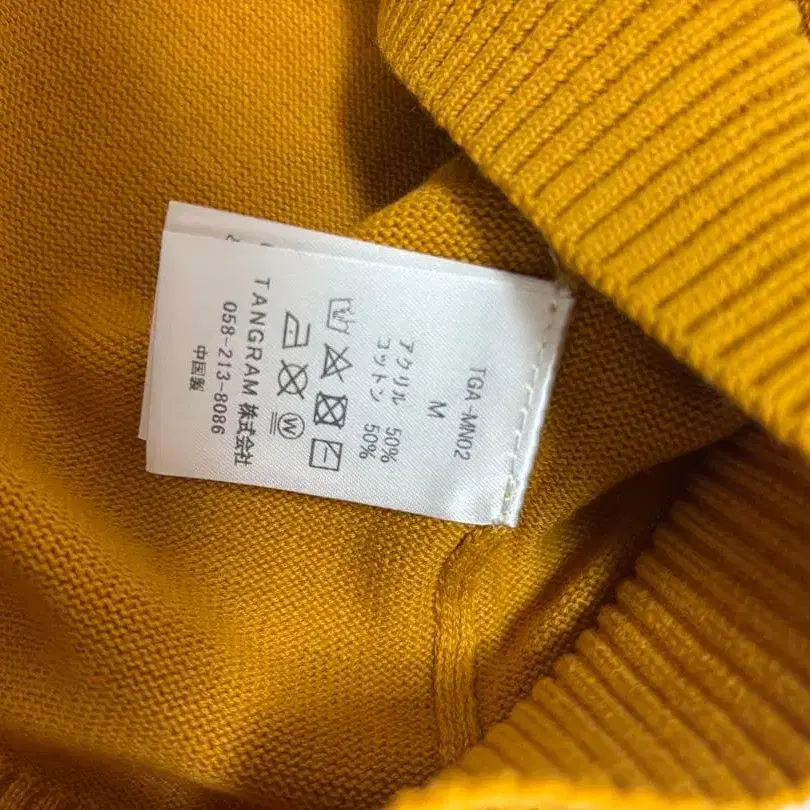 TGA-MN02
M
アクリル 50%
コットン 50%
TANGRAM 株式会社
058-213-8086
中国製